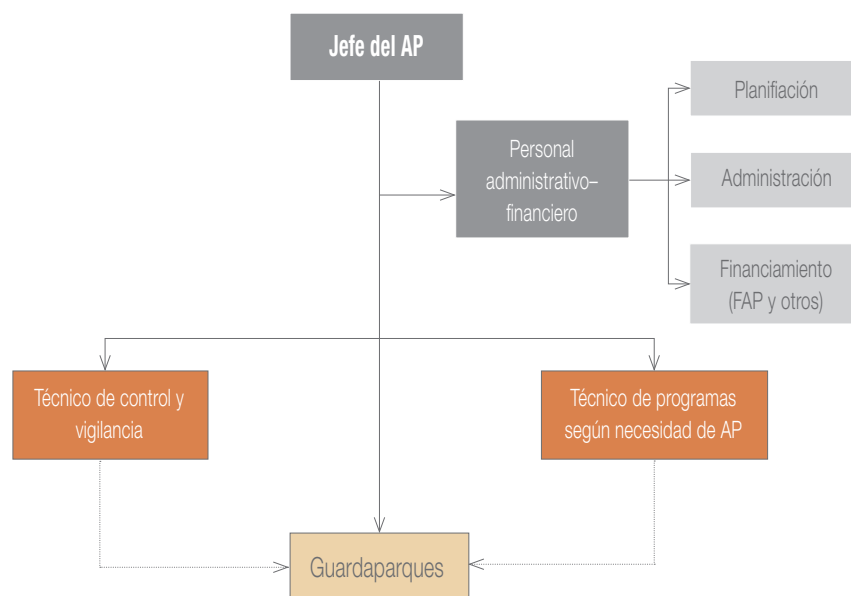 Jefe del AP
Planifiación
Personal
administrativo–
financiero
Administración
Financiamiento
(FAP y otros)
Técnico de control y
vigilancia
Técnico de programas
según necesidad de AP
Guardaparques